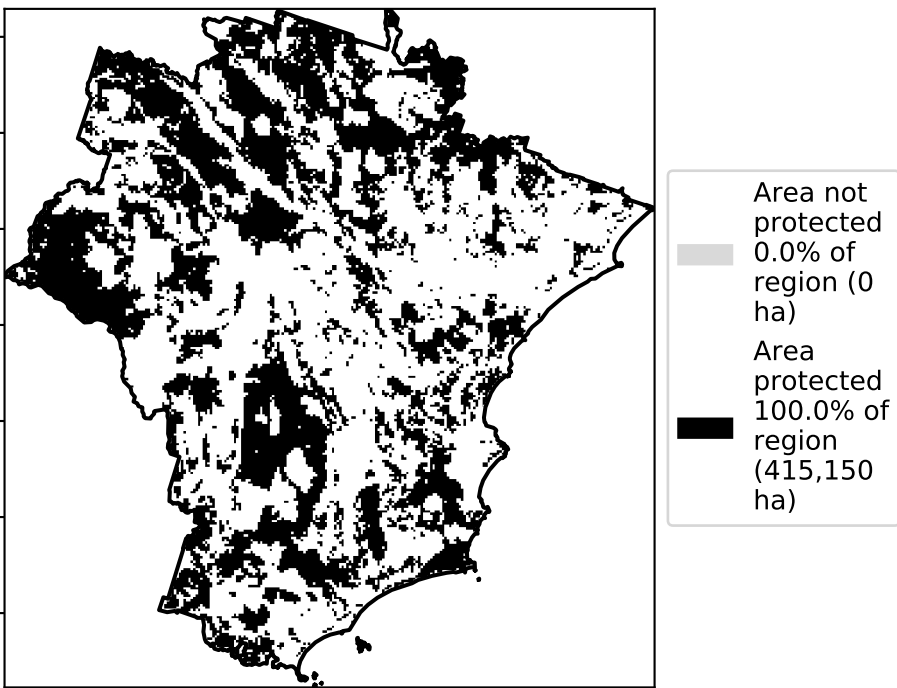 Area not
protected
0.0% of
region (0
ha)
Area
protected
100.0% of
region
(415,150
ha)